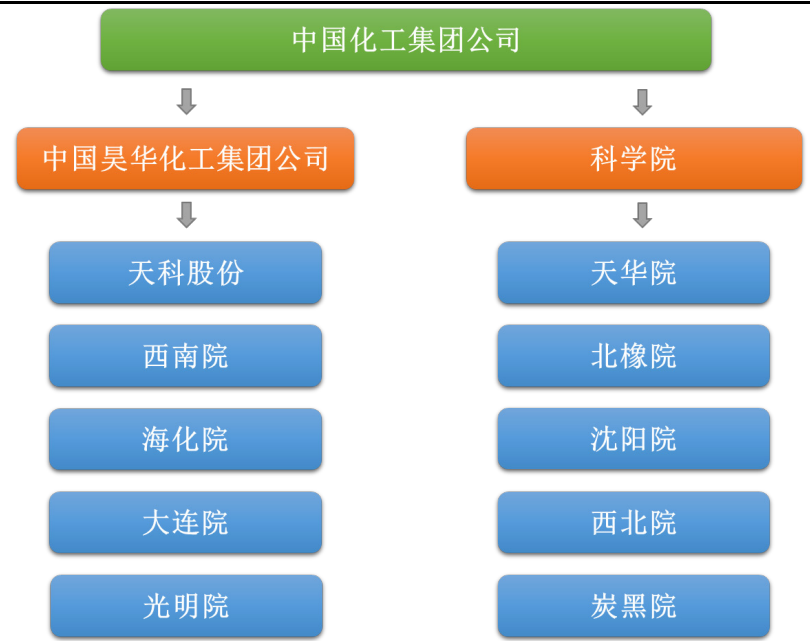 中国化工集团公司
中国昊华化工集团公司
科学院
天科股份
天华院
西南院
北橡院
海化院
沈阳院
大连院
西北院
光明院
炭黑院